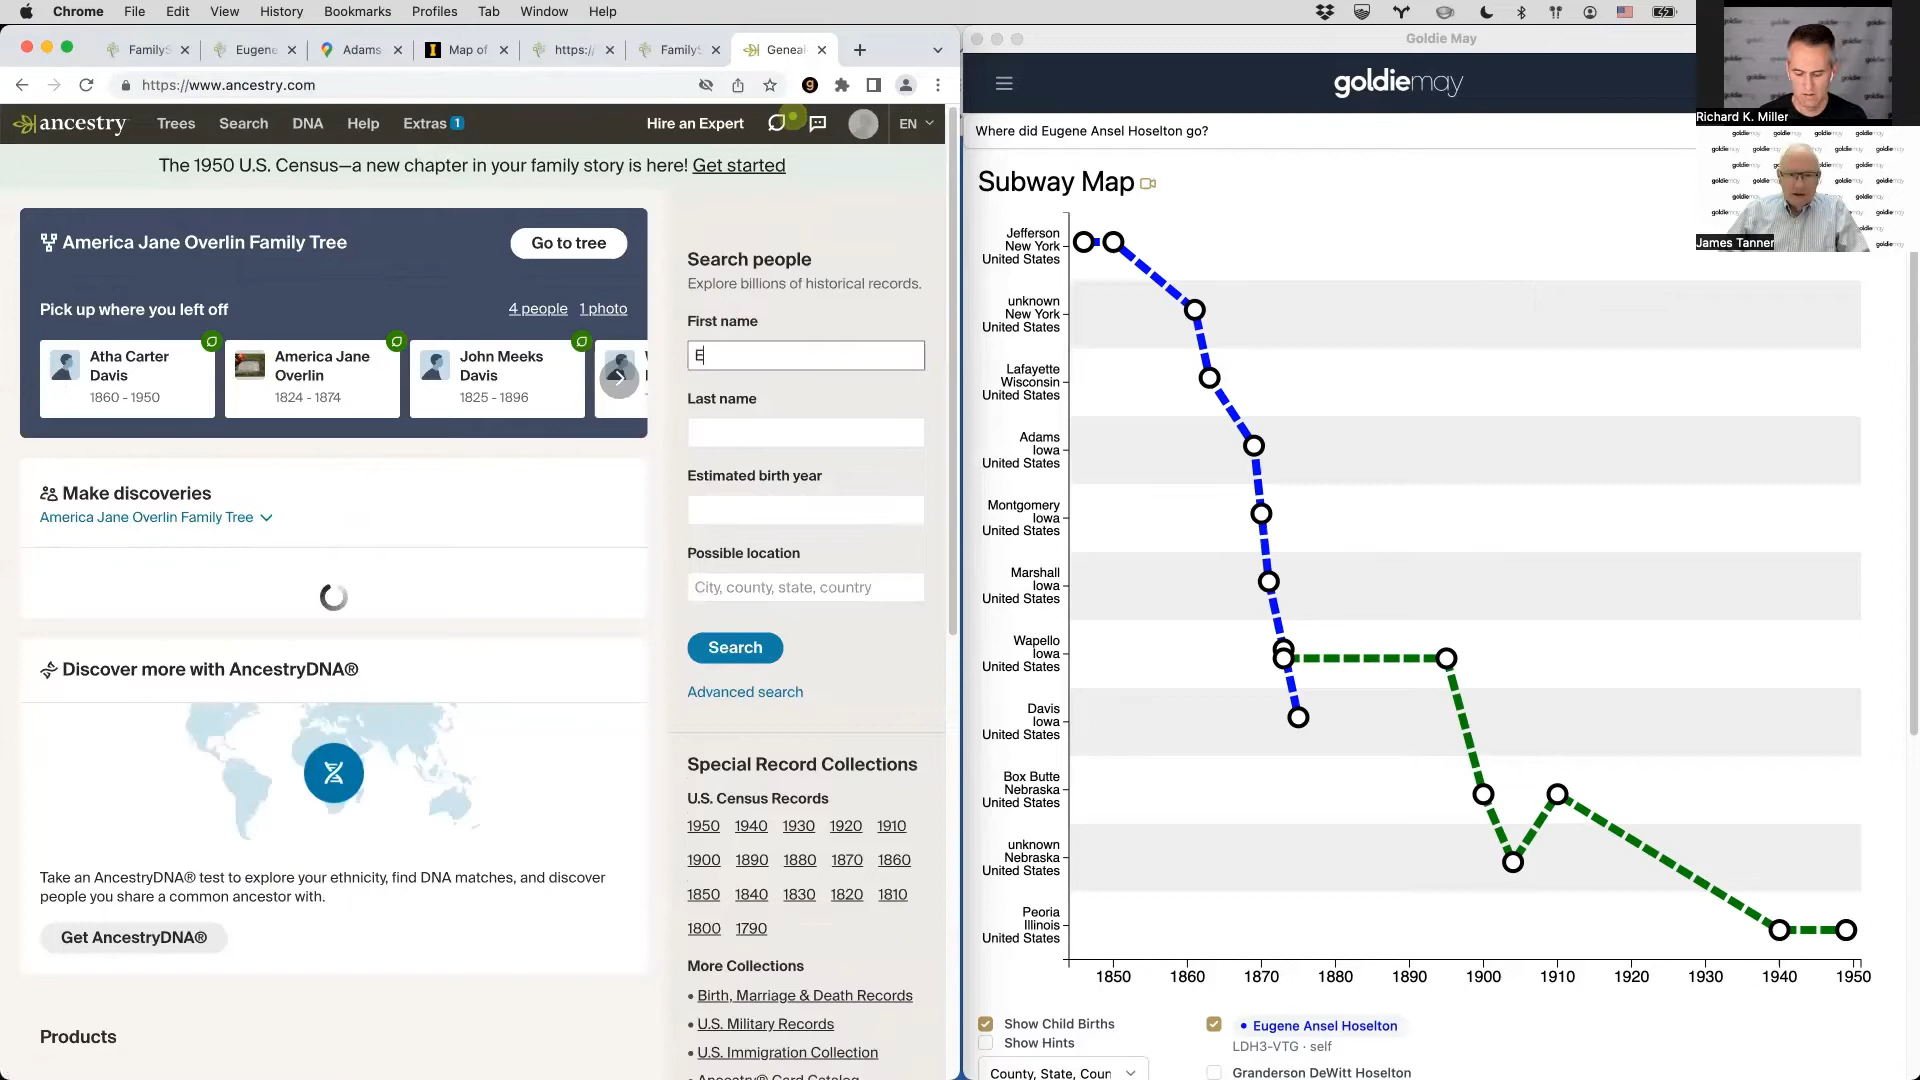 Chrome File Edit View History Bookmarks Profiles Tab Window Help
FamilyS Eugene Adams Map of https:/ FamilyS Geneal
https://www.ancestry.com
g
ancestry Trees Search DNA Help Extras 1 Hire an Expert EN
The 1950 U.S. Census—a new chapter in your family story is here! Get started
America Jane Overlin Family Tree
Go to tree
Pick up where you left off
4 people 1 photo
Atha Carter
Davis
1860 - 1950
America Jane
Overlin
1824 - 1874
John Meeks
Davis
1825 - 1896
Make discoveries
America Jane Overlin Family Tree
Discover more with AncestryDNA®
Take an AncestryDNA® test to explore your ethnicity, find DNA matches, and discover
people you share a common ancestor with.
Get AncestryDNA®
Products
Search people
Explore billions of historical records.
First name
E
Last name
Estimated birth year
Possible location
City, county, state, country
Search
Advanced search
Special Record Collections
U.S. Census Records
1950 1940 1930 1920 1910
1900 1890 1880 1870 1860
1850 1840 1830 1820 1810
1800 1790
More Collections
• Birth, Marriage & Death Records
• U.S. Military Records
• U.S. Immigration Collection
• Ancestry® Card Catalog
Goldie May
goldiemay
Where did Eugene Ansel Hoselton go?
Subway Map
Jefferson
New York
United States
unknown
New York
United States
Lafayette
Wisconsin
United States
Adams
Iowa
United States
Montgomery
Iowa
United States
Marshall
Iowa
United States
Wapello
Iowa
United States
Davis
Iowa
United States
Box Butte
Nebraska
United States
unknown
Nebraska
United States
Peoria
Illinois
United States
1850 1860 1870 1880 1890 1900 1910 1920 1930 1940 1950
Show Child Births
Show Hints
County, State, Coun
• Eugene Ansel Hoselton
LDH3-VTG · self
Granderson DeWitt Hoselton
Richard K. Miller
James Tanner